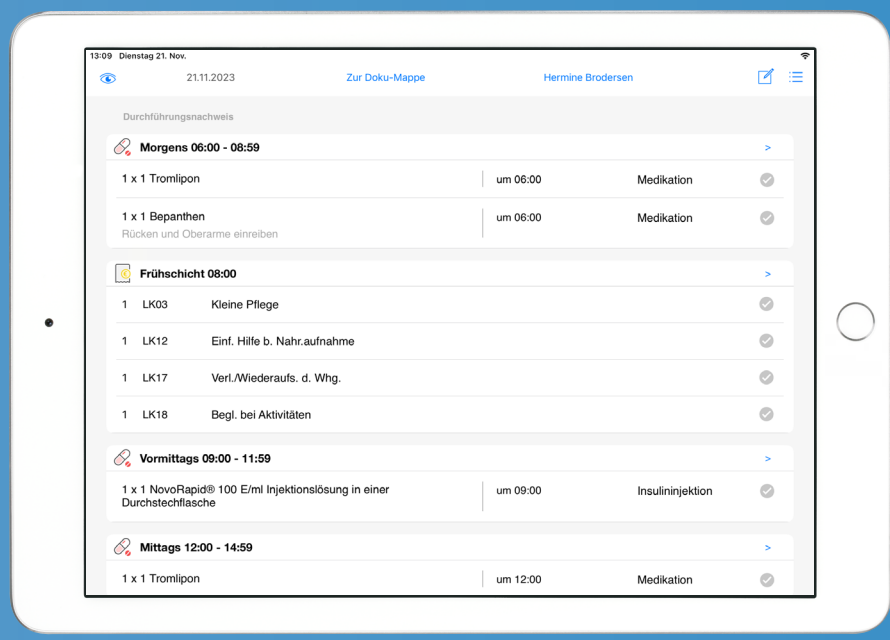 13:09 Dienstag 21. Nov.
21.11.2023 Zur Doku-Mappe Hermine Brodersen
Durchführungsnachweis
Morgens 06:00 - 08:59 >
1 x 1 Tromlipon um 06:00 Medikation
1 x 1 Bepanthen um 06:00 Medikation
Rücken und Oberarme einreiben
Frühschicht 08:00 >
1 LK03 Kleine Pflege
1 LK12 Einf. Hilfe b. Nahr.aufnahme
1 LK17 Verl./Wiederaufs. d. Whg.
1 LK18 Begl. bei Aktivitäten
Vormittags 09:00 - 11:59 >
1 x 1 NovoRapid® 100 E/ml Injektionslösung in einer um 09:00 Insulininjektion
Durchstechflasche
Mittags 12:00 - 14:59 >
1 x 1 Tromlipon um 12:00 Medikation